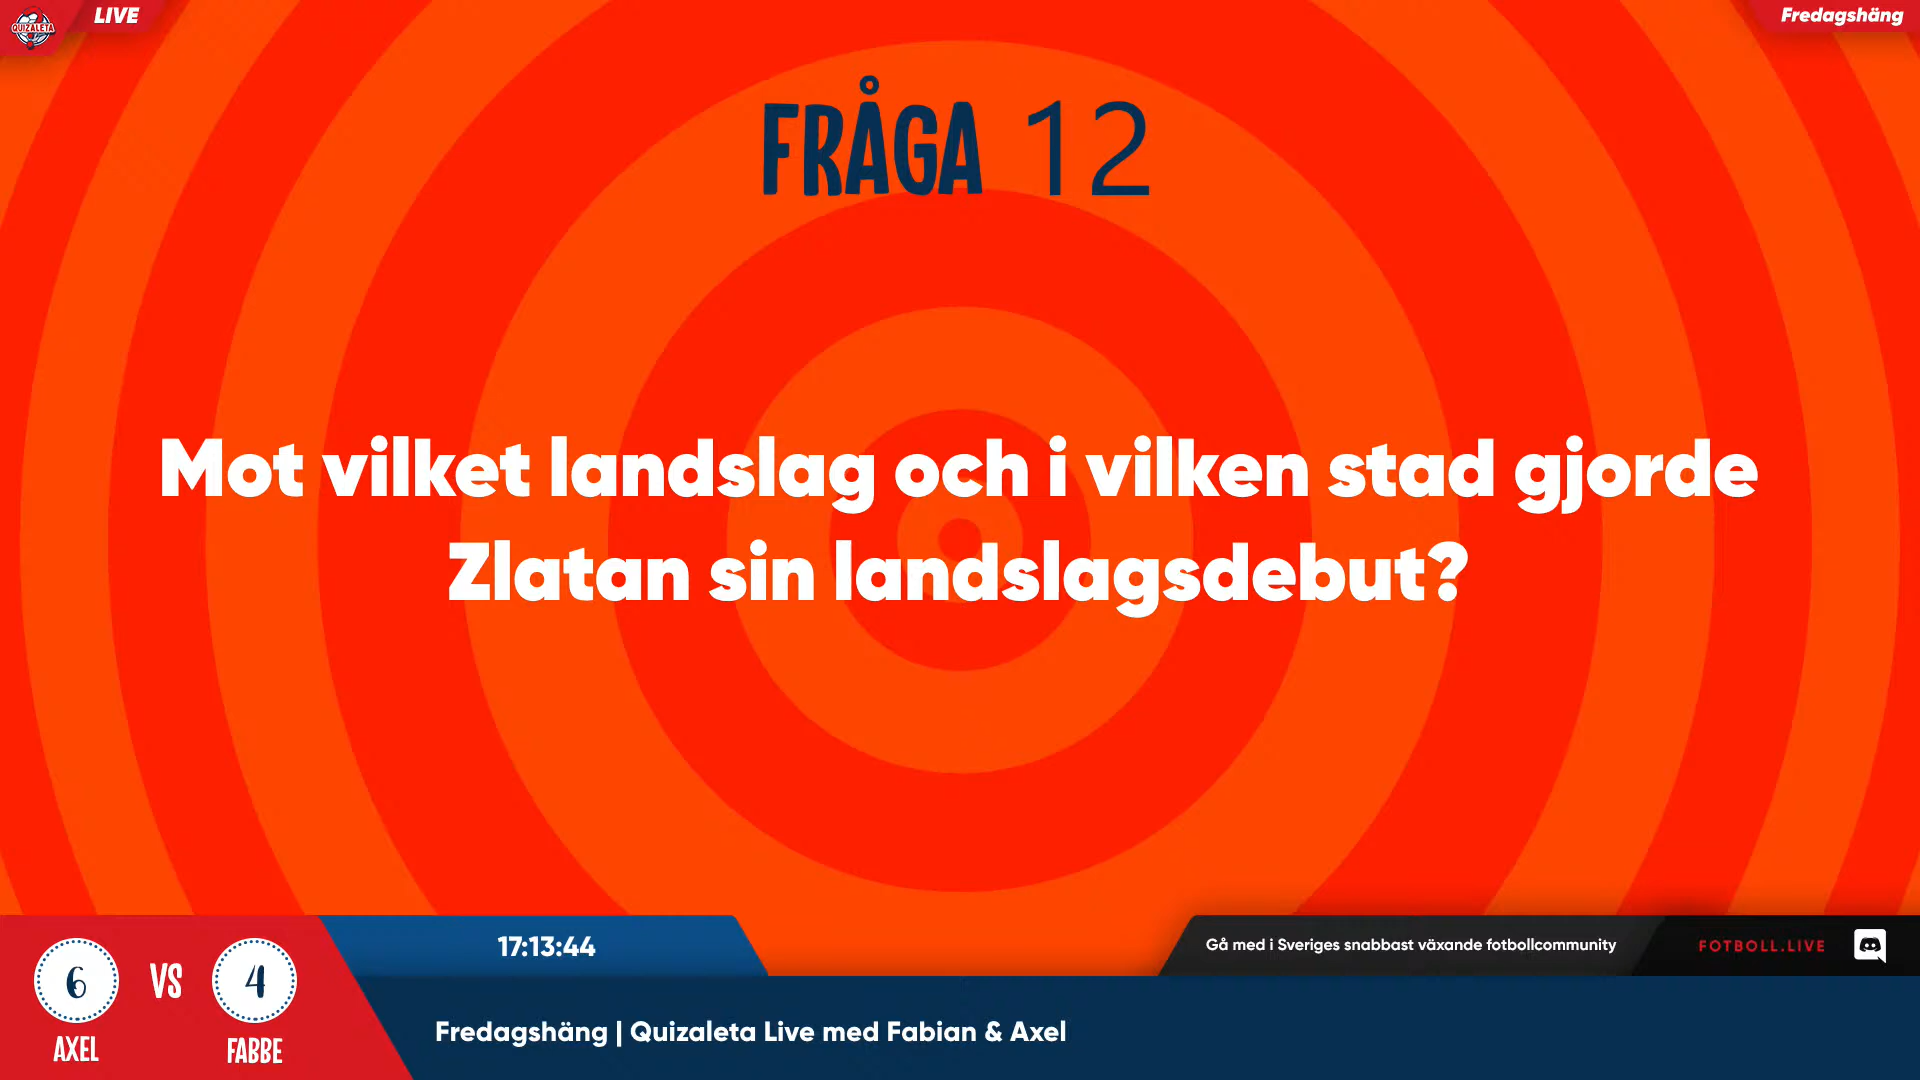 QUIZALETA
LIVE
Fredagshäng
FRÅGA 12
Mot vilket landslag och i vilken stad gjorde
Zlatan sin landslagsdebut?
17:13:44
Gå med i Sveriges snabbast växande fotbollcommunity
FOTBOLL.LIVE
6 VS 4
AXEL FABBE
Fredagshäng | Quizaleta Live med Fabian & Axel